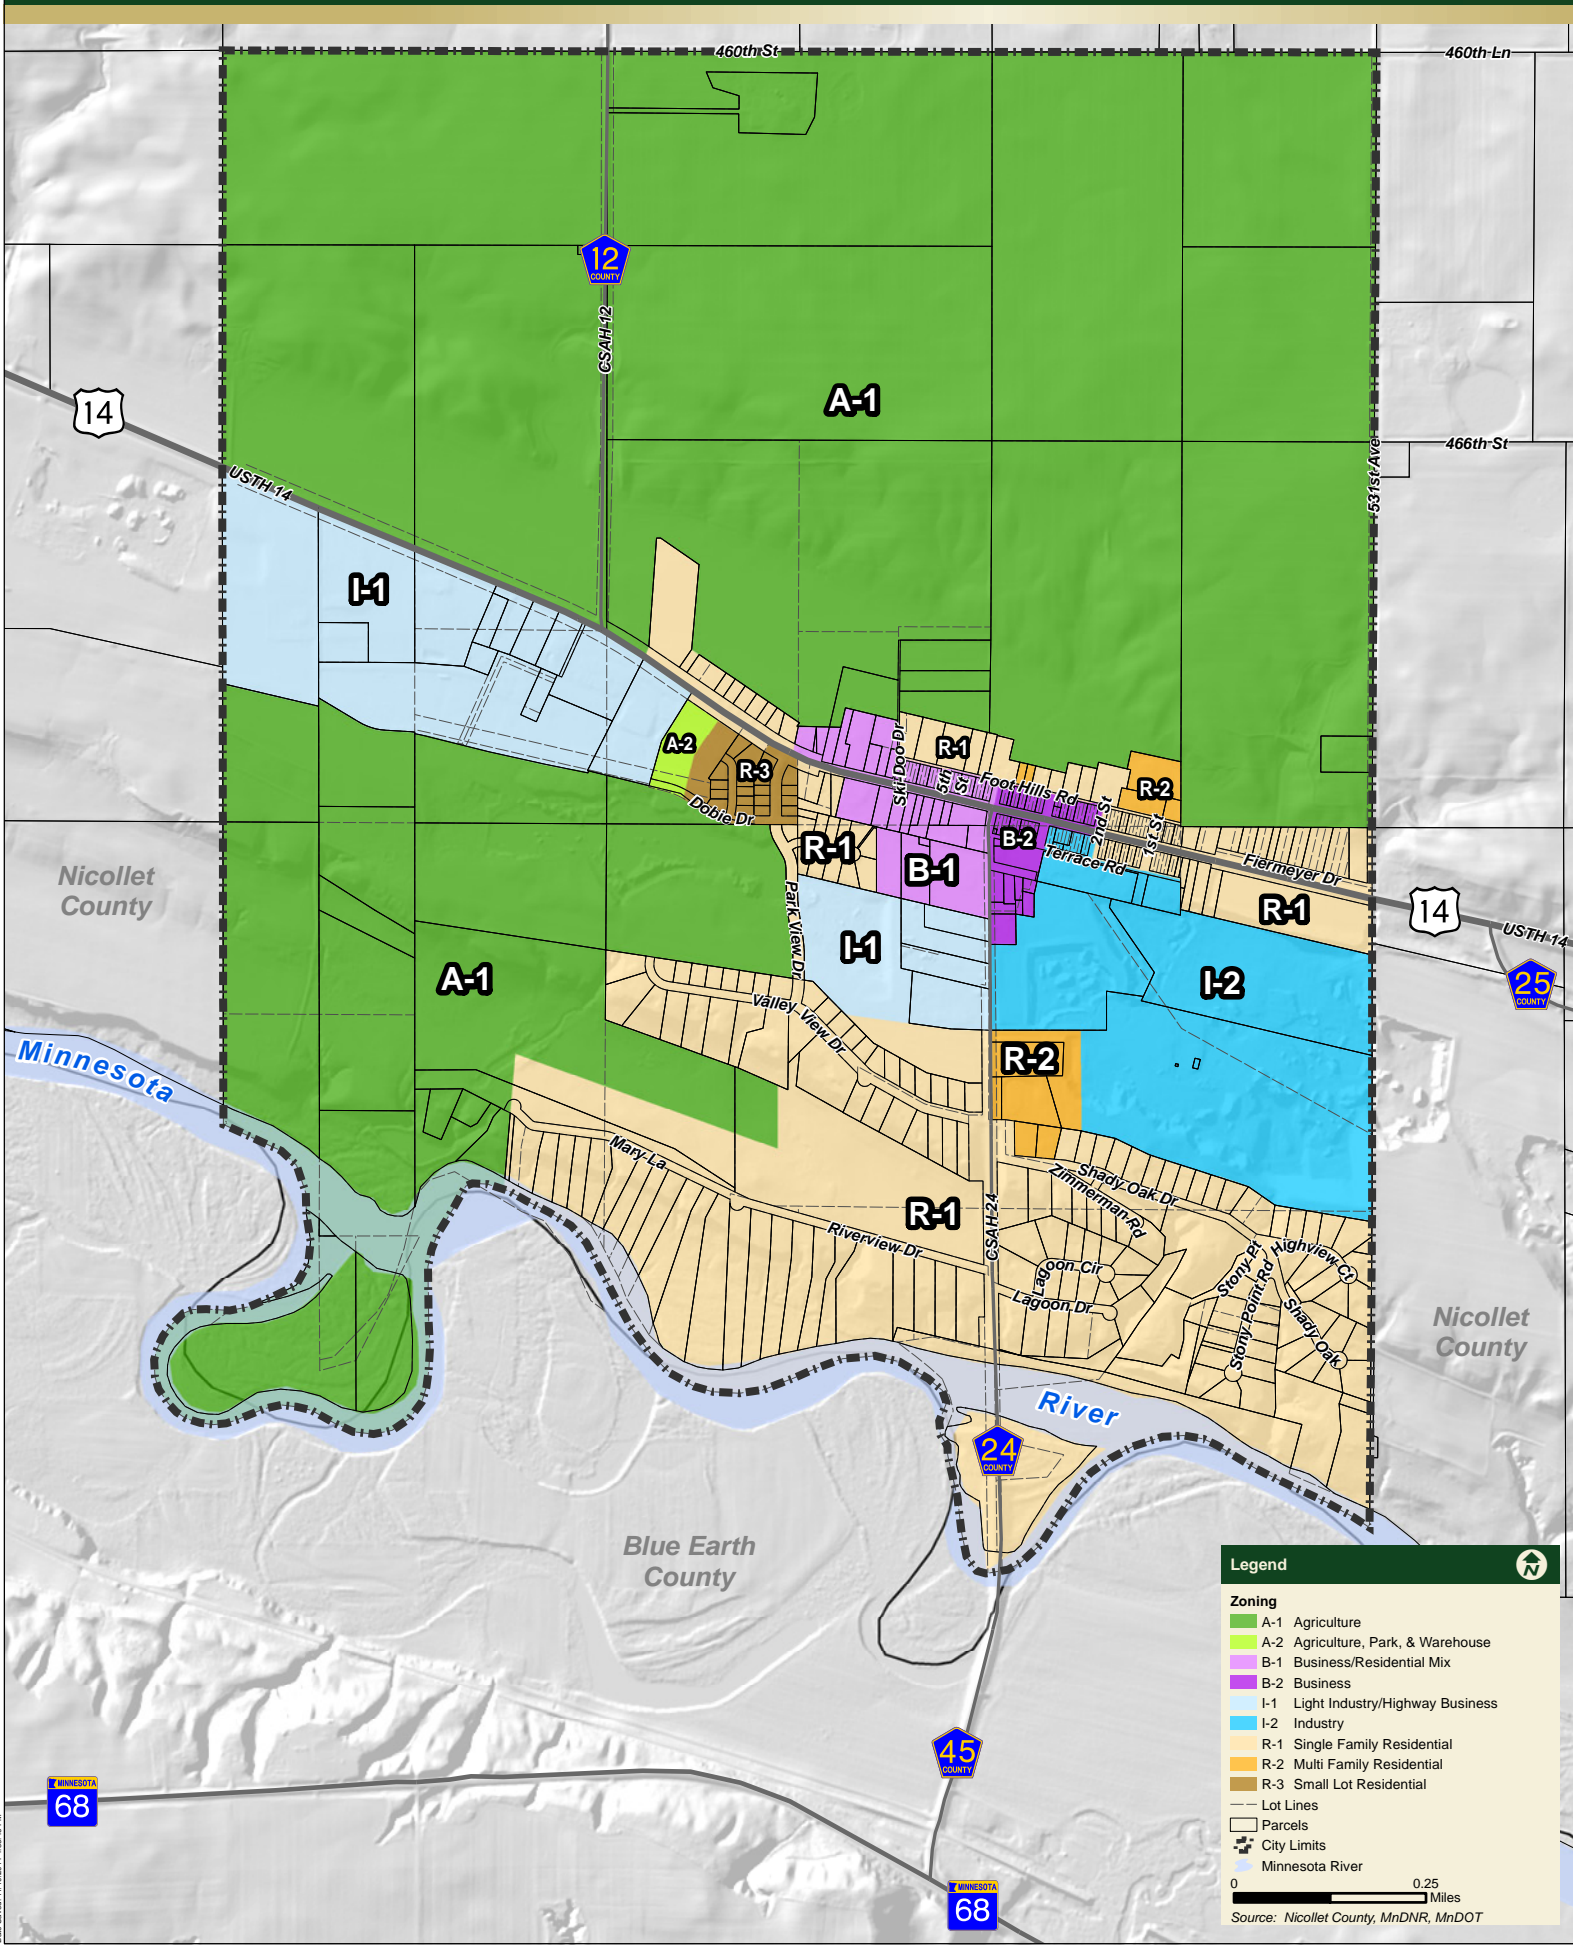 460th St
460th Ln
12
COUNTY
CSAH 12
14
A-1
466th St
531st Ave
USTH 14
I-1
A-2
R-3
Dobie Dr
Ski-Doo Dr
R-1
5th
St
Foot Hills Rd
R-2
2nd St
1st St
B-2
Terrace Rd
Fiermeyer Dr
R-1
B-1
R-1
14
USTH 14
25
COUNTY
Nicollet
County
Park View Dr
I-1
I-2
A-1
Valley View Dr
R-2
Minnesota
Mary La
Shady Oak Dr
Zimmerman Rd
R-1
CSAH 24
Riverview Dr
Lagoon Cir
Lagoon Dr
Stony Pt
Highview Ct
Stony Point Rd
Shady Oak
Nicollet
County
River
24
COUNTY
Blue Earth
County
45
COUNTY
MINNESOTA
68
MINNESOTA
68
Legend
N
Zoning
A-1 Agriculture
A-2 Agriculture, Park, & Warehouse
B-1 Business/Residential Mix
B-2 Business
I-1 Light Industry/Highway Business
I-2 Industry
R-1 Single Family Residential
R-2 Multi Family Residential
R-3 Small Lot Residential
Lot Lines
Parcels
City Limits
Minnesota River
0 0.25
Miles
Source: Nicollet County, MnDNR, MnDOT